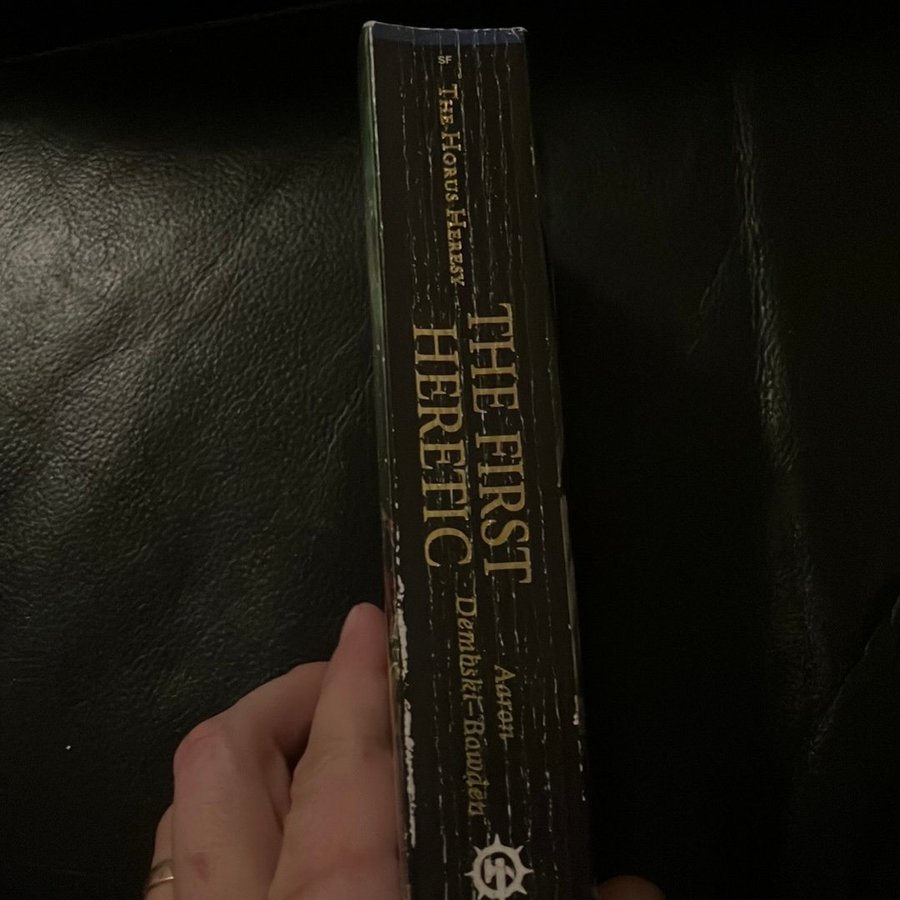 SF
THE HORUS HERESY
THE FIRST
HERETIC
Aaron
Dembski-Bowden